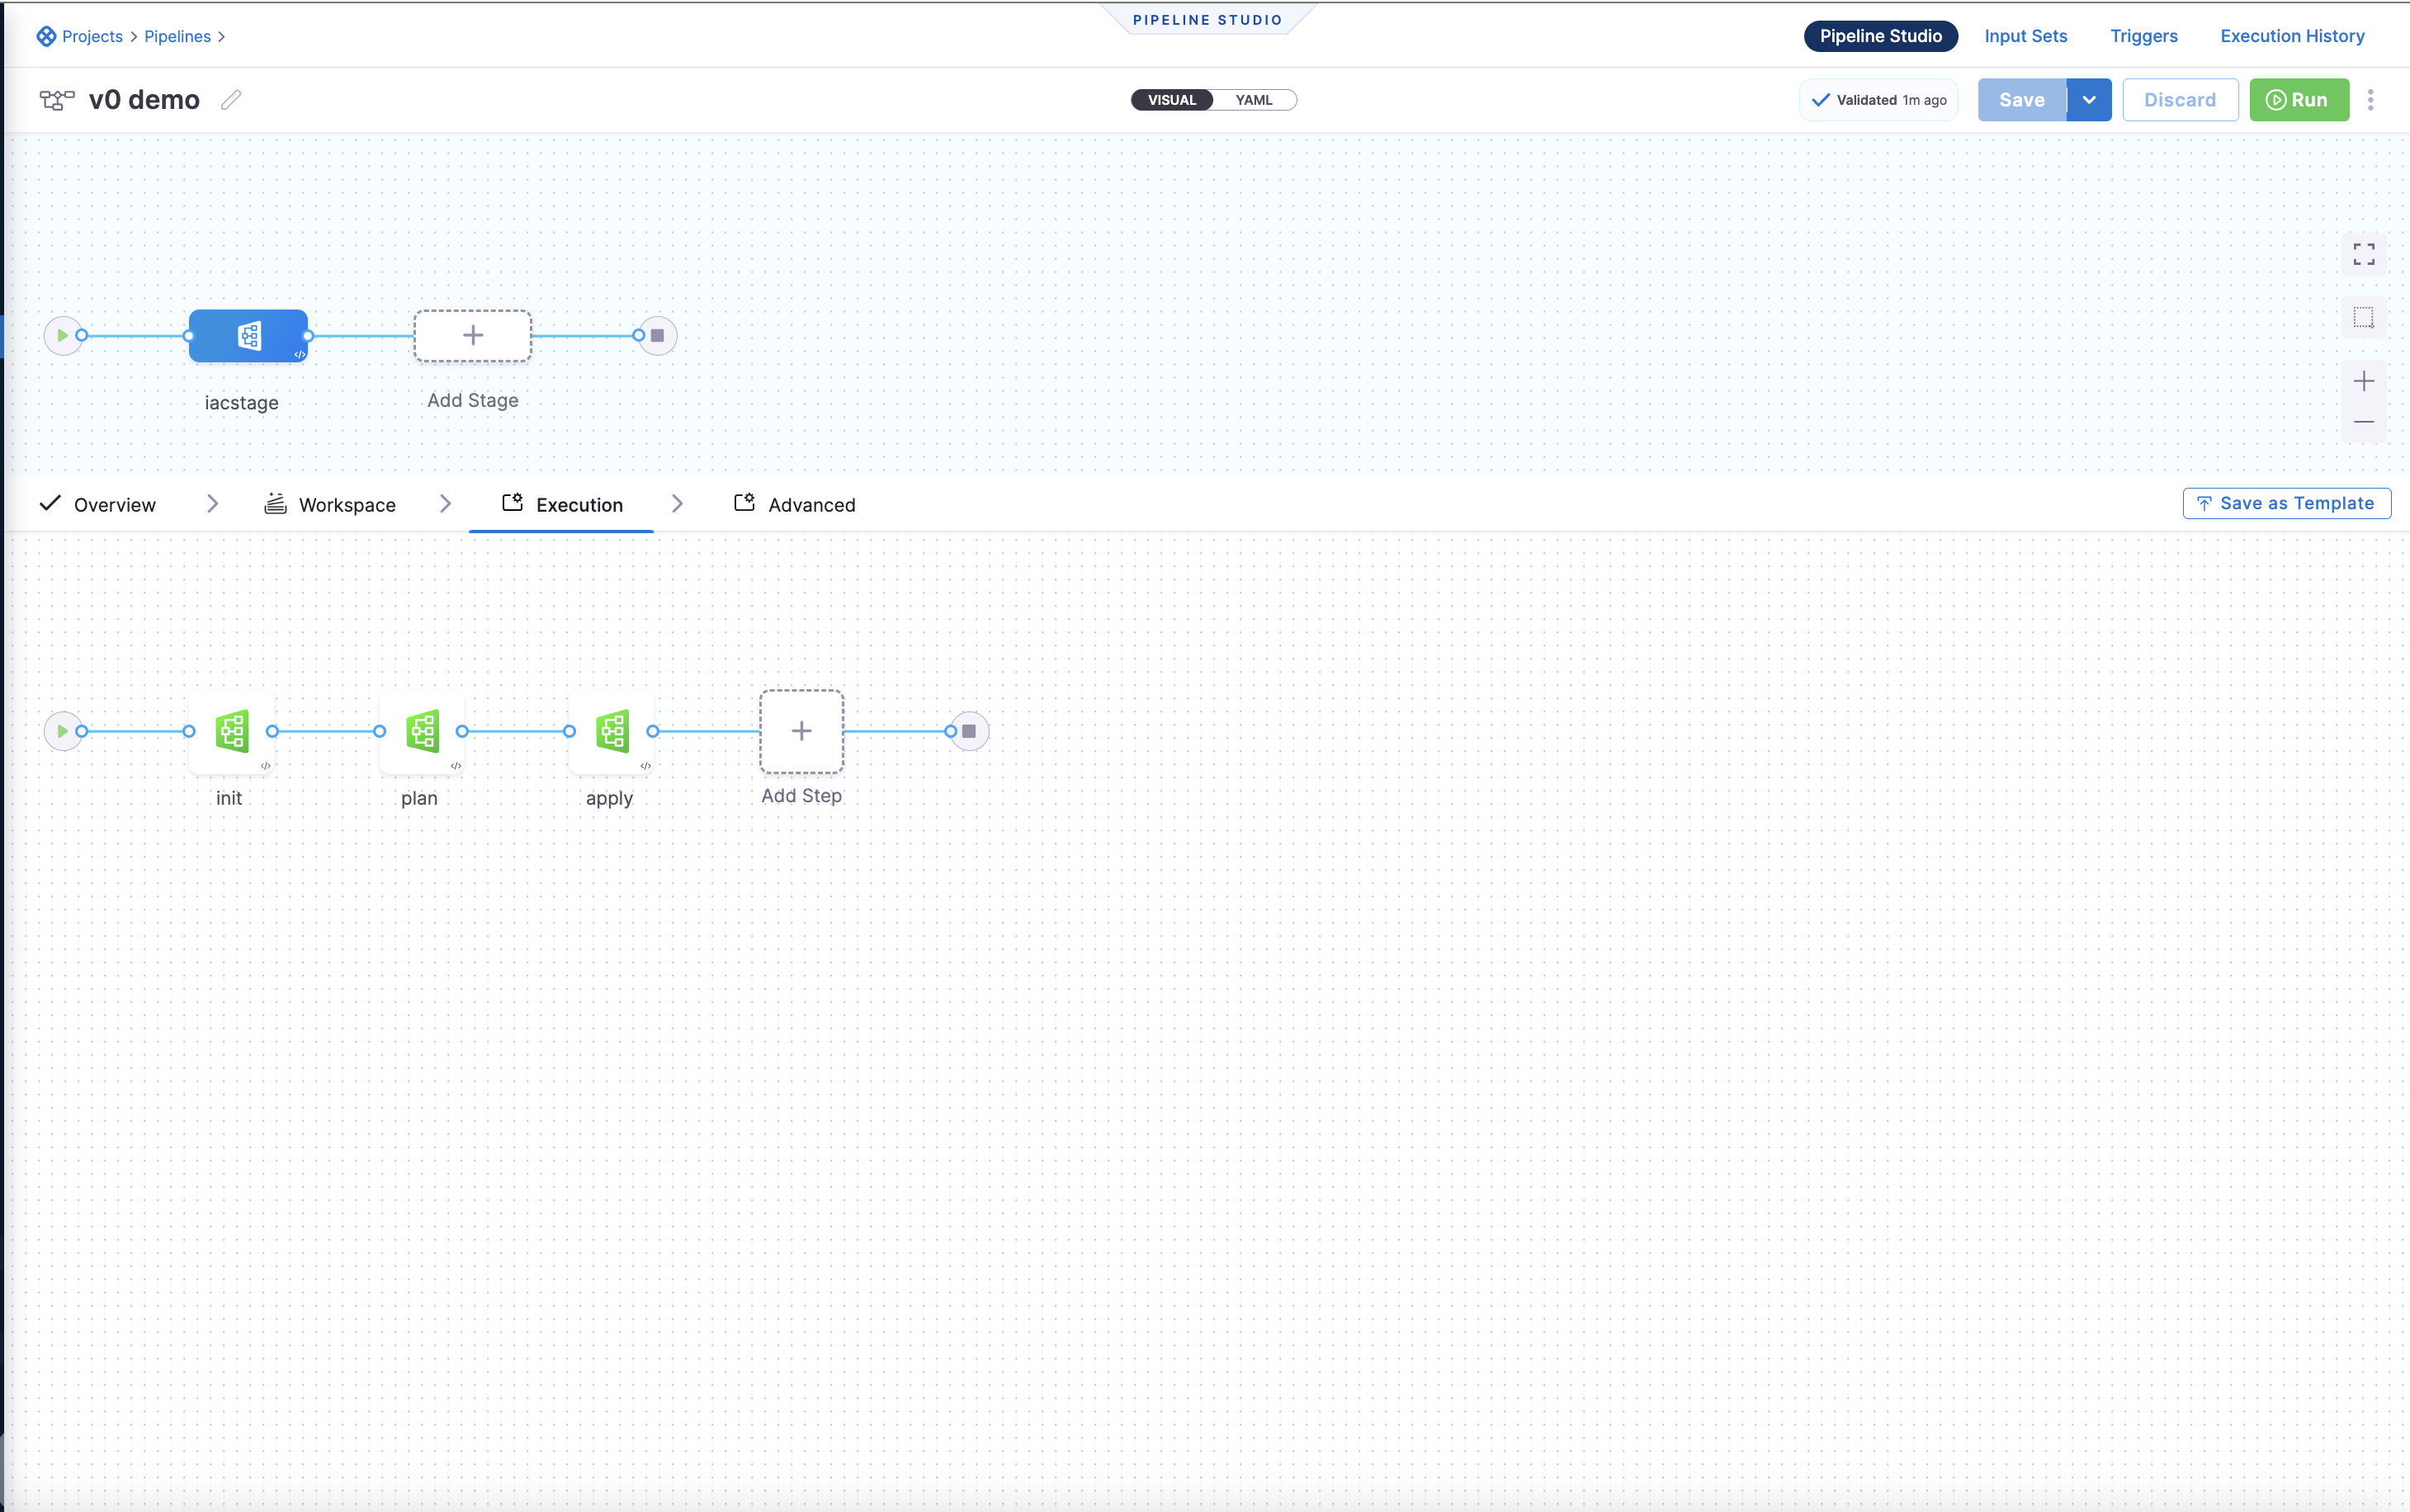 PIPELINE STUDIO
Projects > Pipelines >
Pipeline Studio Input Sets Triggers Execution History
v0 demo
VISUAL YAML
Validated 1m ago
Save
Discard
Run
iacstage
Add Stage
Overview
Workspace
Execution
Advanced
Save as Template
</>
</> </> </>
init plan apply Add Step